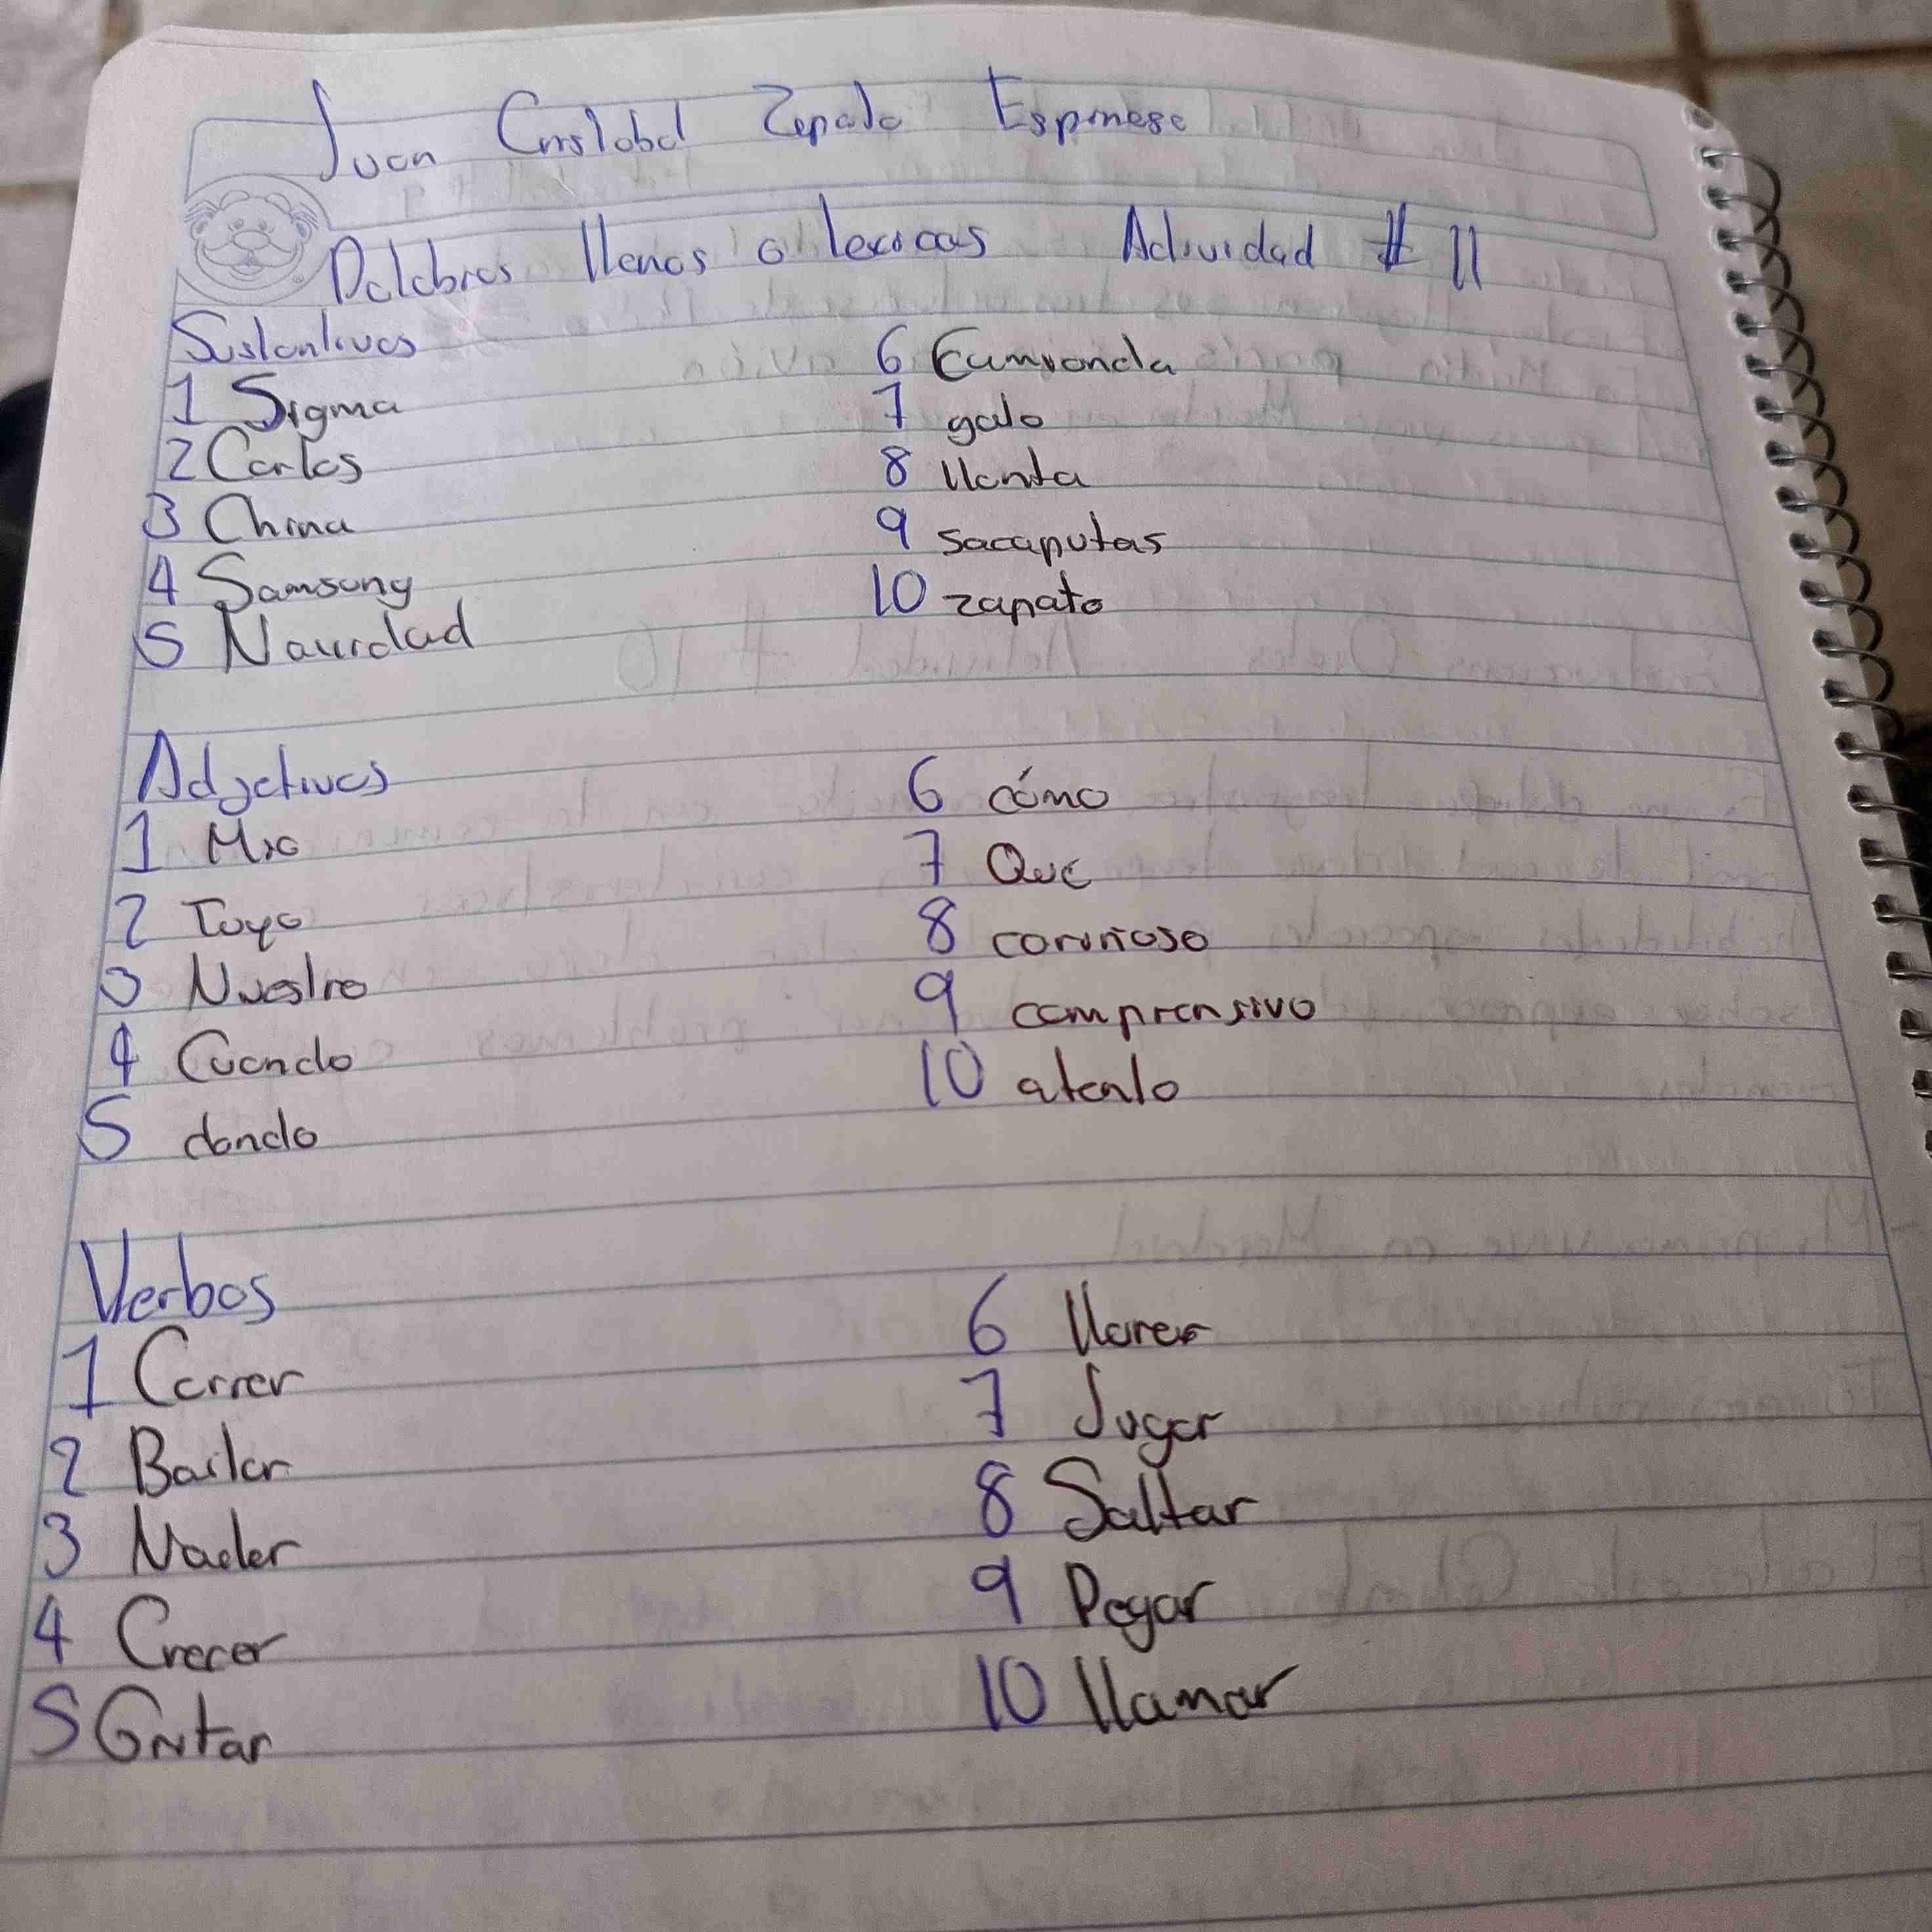 Juan Cristobal Zapata Espinosa
Palabras llenas o lexicas Actividad # 11
Sustantivos
1 Sigma
2 Carlos
3 China
4 Samsung
5 Navidad
6 Camionda
7 gato
8 llanta
9 sacaputas
10 zapato
Adjetivos
1 Mio
2 Tuyo
3 Nuestro
4 Cuando
5 donde
6 cómo
7 Que
8 cariñoso
9 comprensivo
10 atento
Verbos
1 Correr
2 Bailar
3 Nadar
4 Crecer
5 Gritar
6 llorar
7 Jugar
8 Saltar
9 Pegar
10 llamar